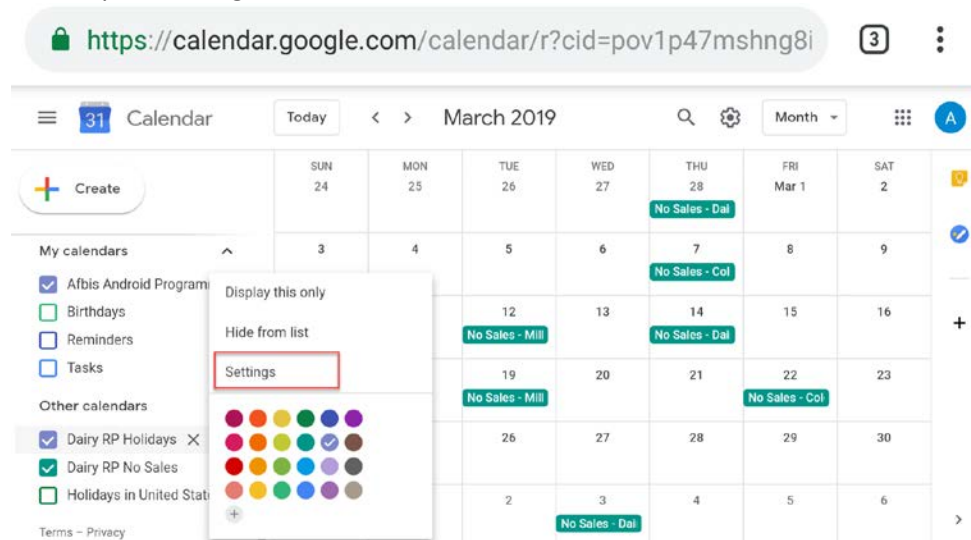 https://calendar.google.com/calendar/r?cid=pov1p47mshng8i 3
31 Calendar Today March 2019 Month A
Create
SUN MON TUE WED THU FRI SAT
24 25 26 27 28 Mar 1 2
No Sales - Dai
My calendars
3 4 5 6 7 8 9
No Sales - Col
Afbis Android Program
Birthdays
Reminders
Tasks
Display this only
Hide from list
Settings
12 13 14 15 16
No Sales - Mill No Sales - Dai
19 20 21 22 23
No Sales - Mill No Sales - Col
Other calendars
Dairy RP Holidays
Dairy RP No Sales
Holidays in United Stat
26 27 28 29 30
2 3 4 5 6
No Sales - Dai
Terms – Privacy